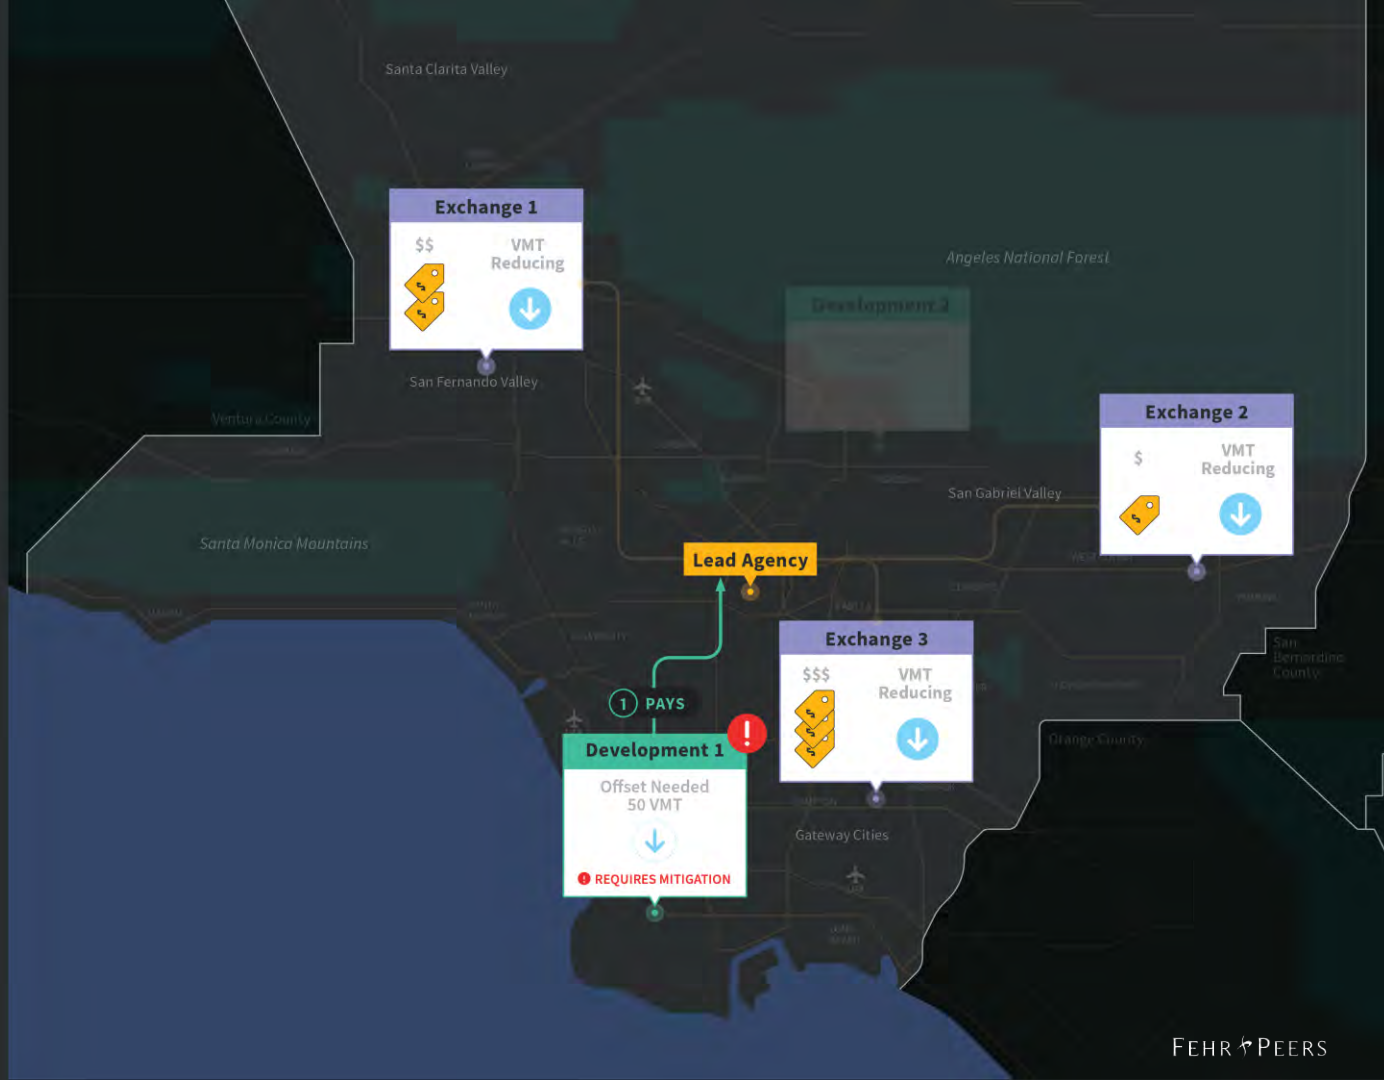 Santa Clarita Valley
Exchange 1
$$
VMT
Reducing
Angeles National Forest
Development 2
San Fernando Valley
Ventura County
Exchange 2
$
VMT
Reducing
San Gabriel Valley
Santa Monica Mountains
Lead Agency
Exchange 3
$$$
VMT
Reducing
San
Bernardino
County
1 PAYS
Orange County
Development 1
Offset Needed
50 VMT
REQUIRES MITIGATION
Gateway Cities
FEHR PEERS